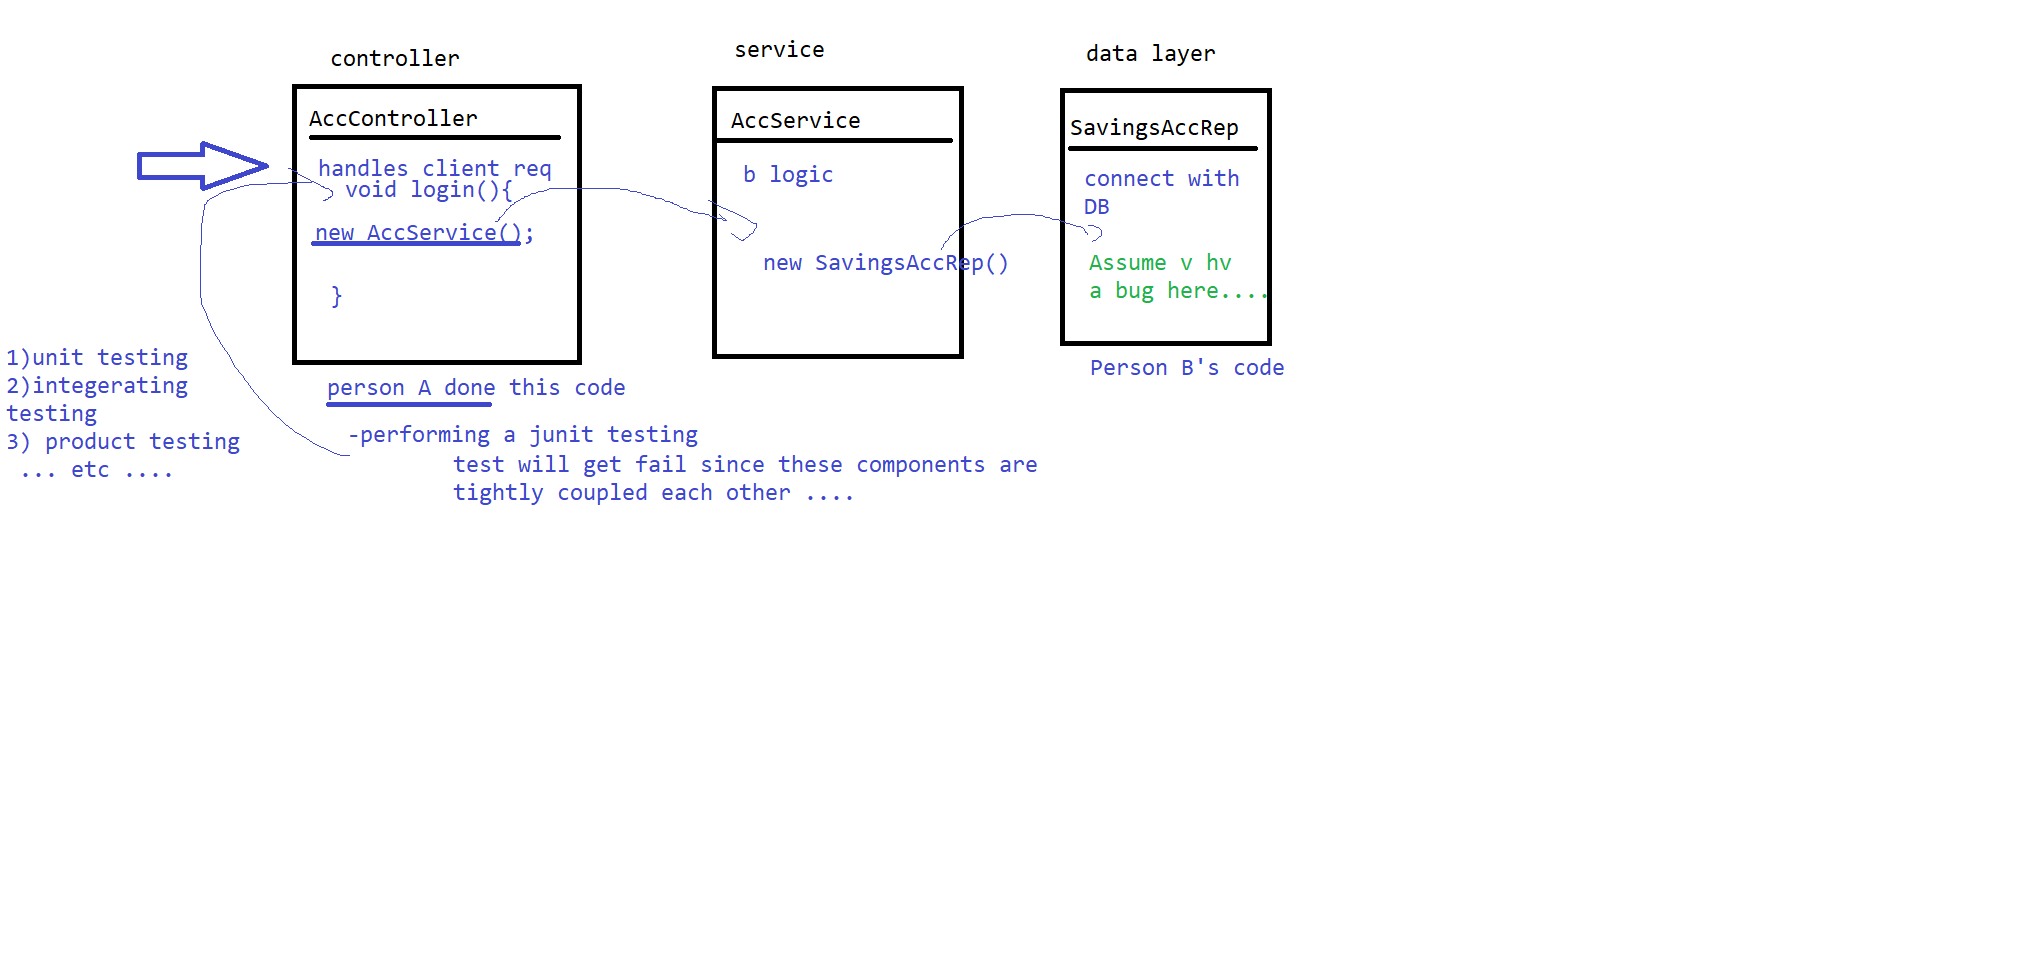 controller
service
data layer
AccController
handles client req
void login(){
new AccService();
}
AccService
b logic
new SavingsAccRep()
SavingsAccRep
connect with
DB
Assume v hv
a bug here....
1)unit testing
2)integerating
testing
3) product testing
... etc ....
person A done this code
-performing a junit testing
test will get fail since these components are
tightly coupled each other ....
Person B's code